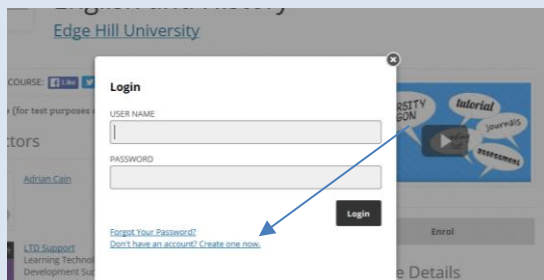 English and History
Edge Hill University
COURSE: Like
(for test purposes
Adrian Cain
LTD Support
Learning Technol
Development Sup
Login
USER NAME
PASSWORD
Login
Forgot Your Password?
Don't have an account? Create one now.
tutorial
journals
assessment
Enrol
e Details